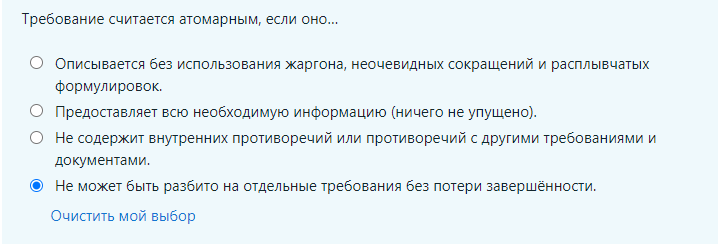 Требование считается атомарным, если оно...
Описывается без использования жаргона, неочевидных сокращений и расплывчатых
формулировок.
Предоставляет всю необходимую информацию (ничего не упущено).
Не содержит внутренних противоречий или противоречий с другими требованиями и
документами.
Не может быть разбито на отдельные требования без потери завершённости.
Очистить мой выбор